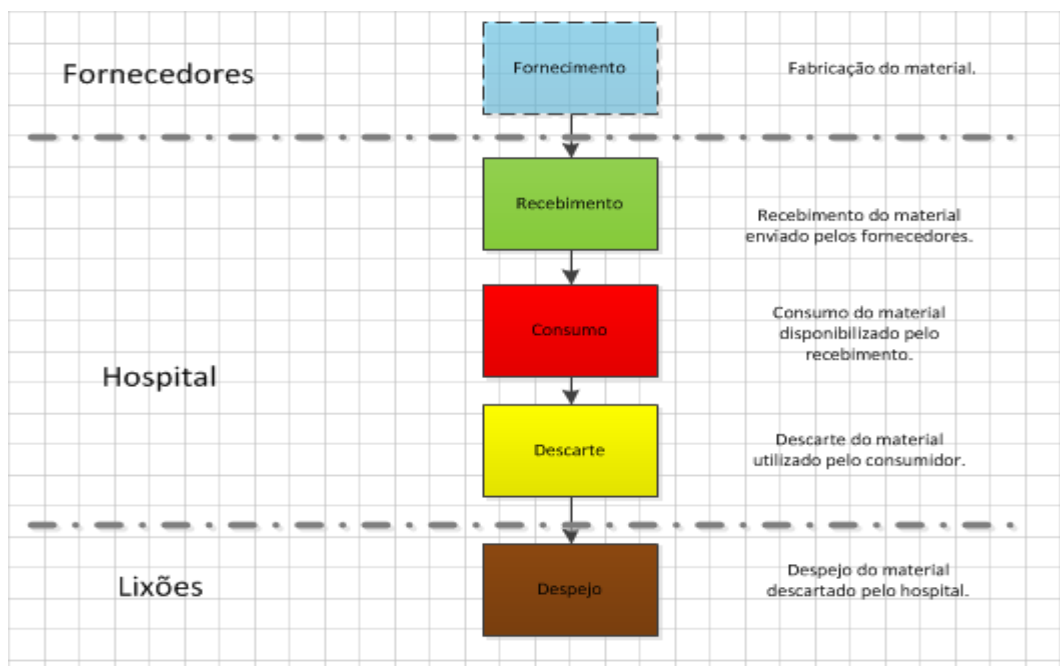 Fornecedores
Fornecimento
Fabricação do material.
Recebimento
Recebimento do material
enviado pelos fornecedores.
Hospital
Consumo
Consumo do material
disponibilizado pelo
recebimento.
Descarte
Descarte do material
utilizado pelo consumidor.
Lixões
Despejo
Despejo do material
descartado pelo hospital.